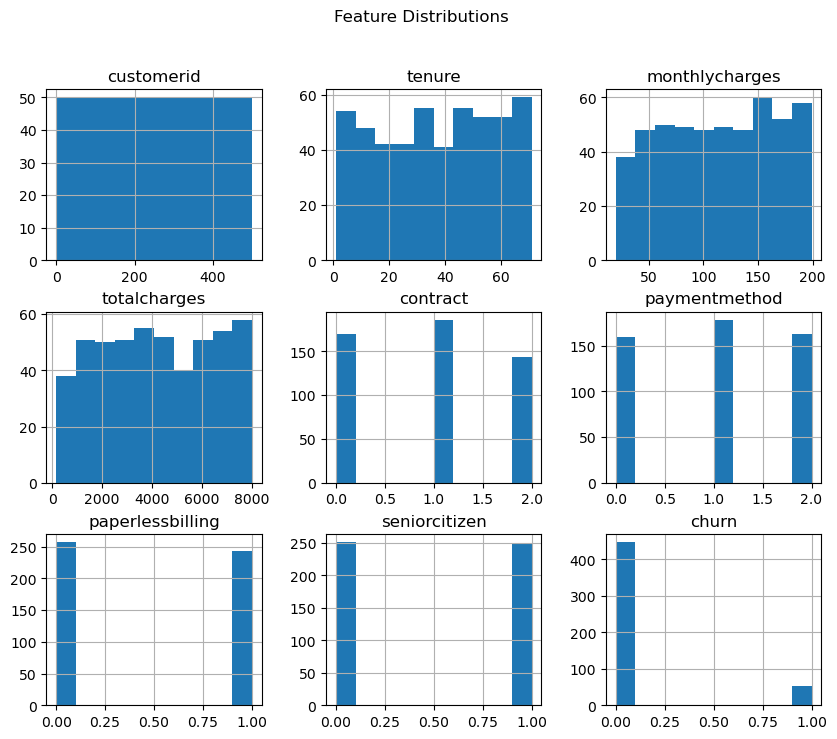 Feature Distributions
customerid
tenure
monthlycharges
50
40
30
20
10
0
0 200 400
60
40
20
0
0 20 40 60
60
40
20
0
50 100 150 200
totalcharges
contract
paymentmethod
60
40
20
0
0 2000 4000 6000 8000
150
100
50
0
0.0 0.5 1.0 1.5 2.0
150
100
50
0
0.0 0.5 1.0 1.5 2.0
paperlessbilling
seniorcitizen
churn
250
200
150
100
50
0
0.00 0.25 0.50 0.75 1.00
250
200
150
100
50
0
0.00 0.25 0.50 0.75 1.00
400
300
200
100
0
0.00 0.25 0.50 0.75 1.00